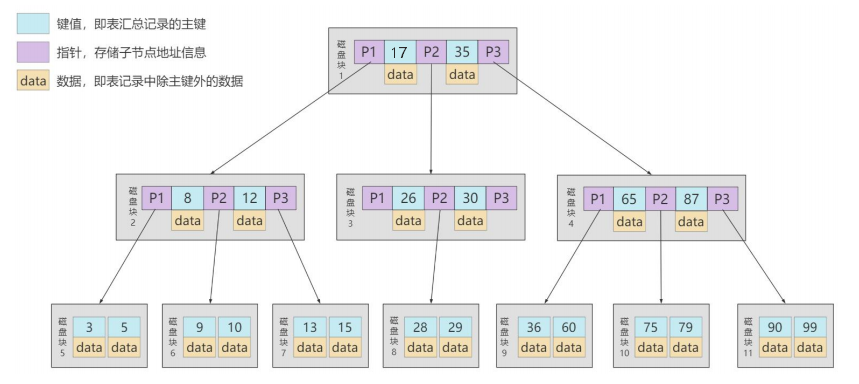 键值，即表汇总记录的主键
指针，存储子节点地址信息
data 数据，即表记录中除主键外的数据
磁盘块1 P1 17 P2 35 P3
data data
磁盘块2 P1 8 P2 12 P3
data data
磁盘块3 P1 26 P2 30 P3
data data
磁盘块4 P1 65 P2 87 P3
data data
磁盘块5 3 5
data data
磁盘块6 9 10
data data
磁盘块7 13 15
data data
磁盘块8 28 29
data data
磁盘块9 36 60
data data
磁盘块10 75 79
data data
磁盘块11 90 99
data data